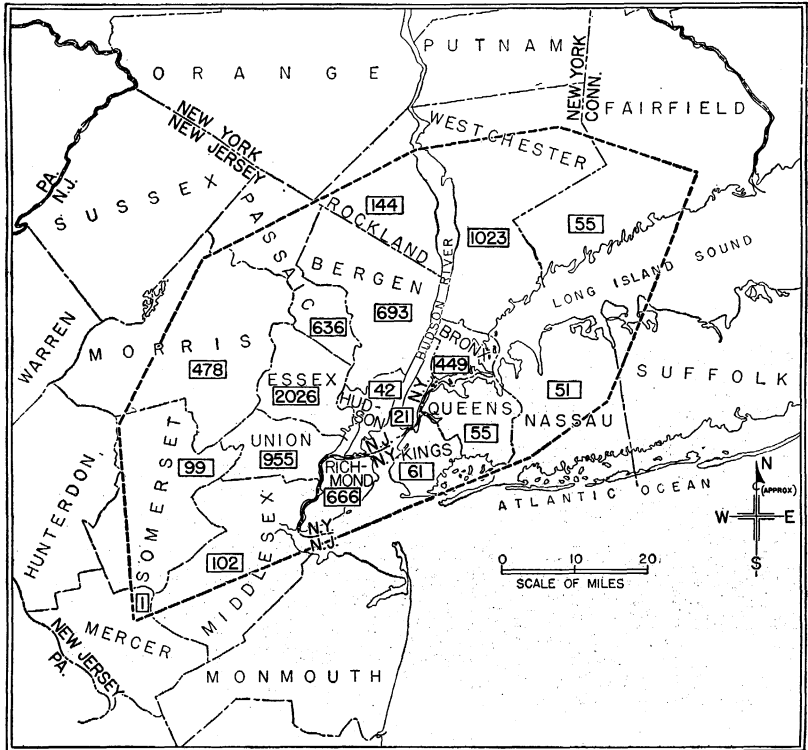 PUTNAM
ORANGE
NEW YORK
CONN.
FAIRFIELD
NEW YORK
NEW JERSEY
WESTCHESTER
PA.
N.J.
SUSSEX
PASSAIC
144
ROCKLAND
1023
55
BERGEN
HUDSON RIVER
LONG ISLAND SOUND
693
636
WARREN
MORRIS
478
BRONX
449
ESSEX
2026
42
HUDSON
N.Y.
21
QUEENS
55
51
NASSAU
SUFFOLK
UNION
955
N.J.
N.Y.
KINGS
61
SOMERSET
99
RICH-
MOND
666
HUNTERDON
ATLANTIC OCEAN
N
(APPROX)
W
E
S
N.Y.
N.J.
MIDDLESEX
102
0 10 20
SCALE OF MILES
1
MERCER
NEW JERSEY
PA.
MONMOUTH